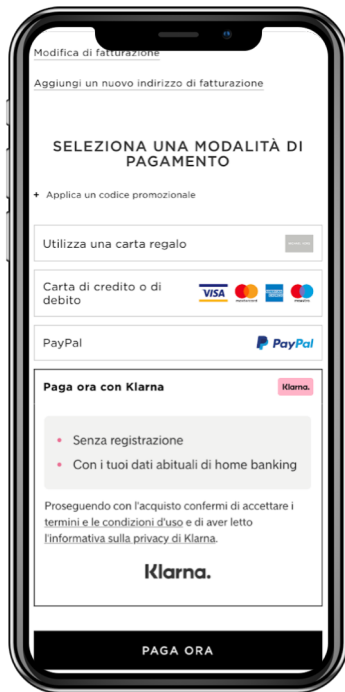 Modifica di fatturazione
Aggiungi un nuovo indirizzo di fatturazione
SELEZIONA UNA MODALITÀ DI
PAGAMENTO
+ Applica un codice promozionale
Utilizza una carta regalo
Carta di credito o di
debito
VISA
mastercard
maestro
PayPal
PayPal
Paga ora con Klarna
Klarna.
• Senza registrazione
• Con i tuoi dati abituali di home banking
Proseguendo con l'acquisto confermi di accettare i
termini e le condizioni d'uso e di aver letto
l'informativa sulla privacy di Klarna.
Klarna.
PAGA ORA